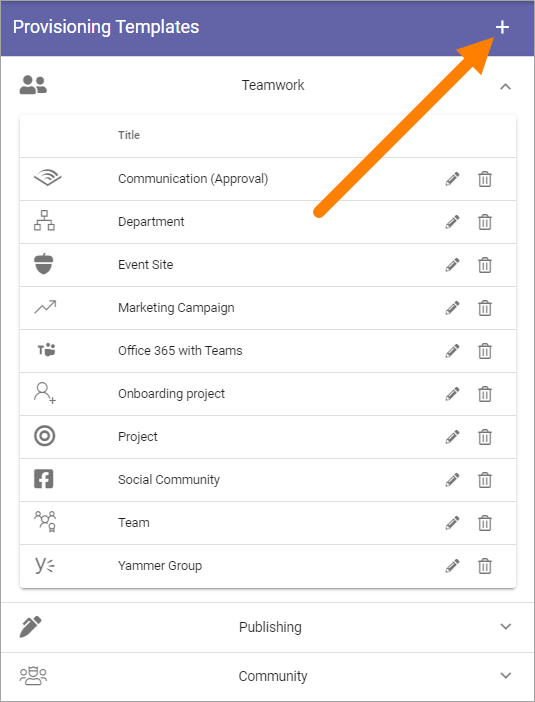 Provisioning Templates
Teamwork
Title
Communication (Approval)
Department
Event Site
Marketing Campaign
Office 365 with Teams
Onboarding project
Project
Social Community
Team
Yammer Group
Publishing
Community